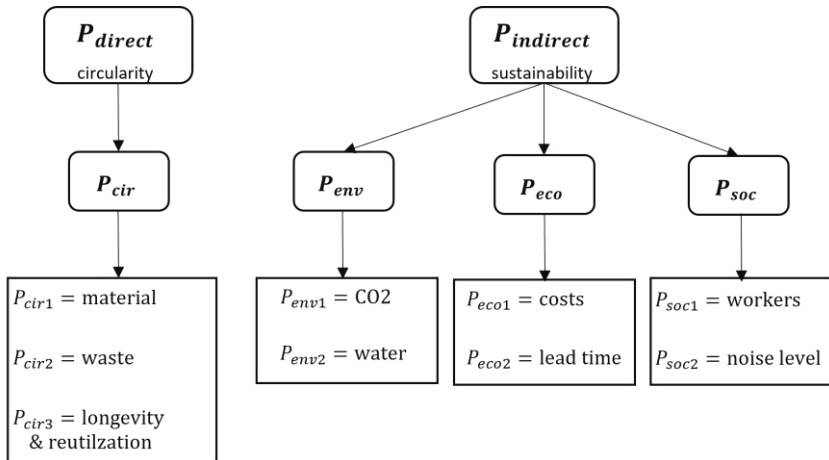 P_direct
circularity
P_indirect
sustainability
P_cir
P_env
P_eco
P_soc
P_cir1 = material
P_cir2 = waste
P_cir3 = longevity
& reutilzation
P_env1 = CO2
P_env2 = water
P_eco1 = costs
P_eco2 = lead time
P_soc1 = workers
P_soc2 = noise level